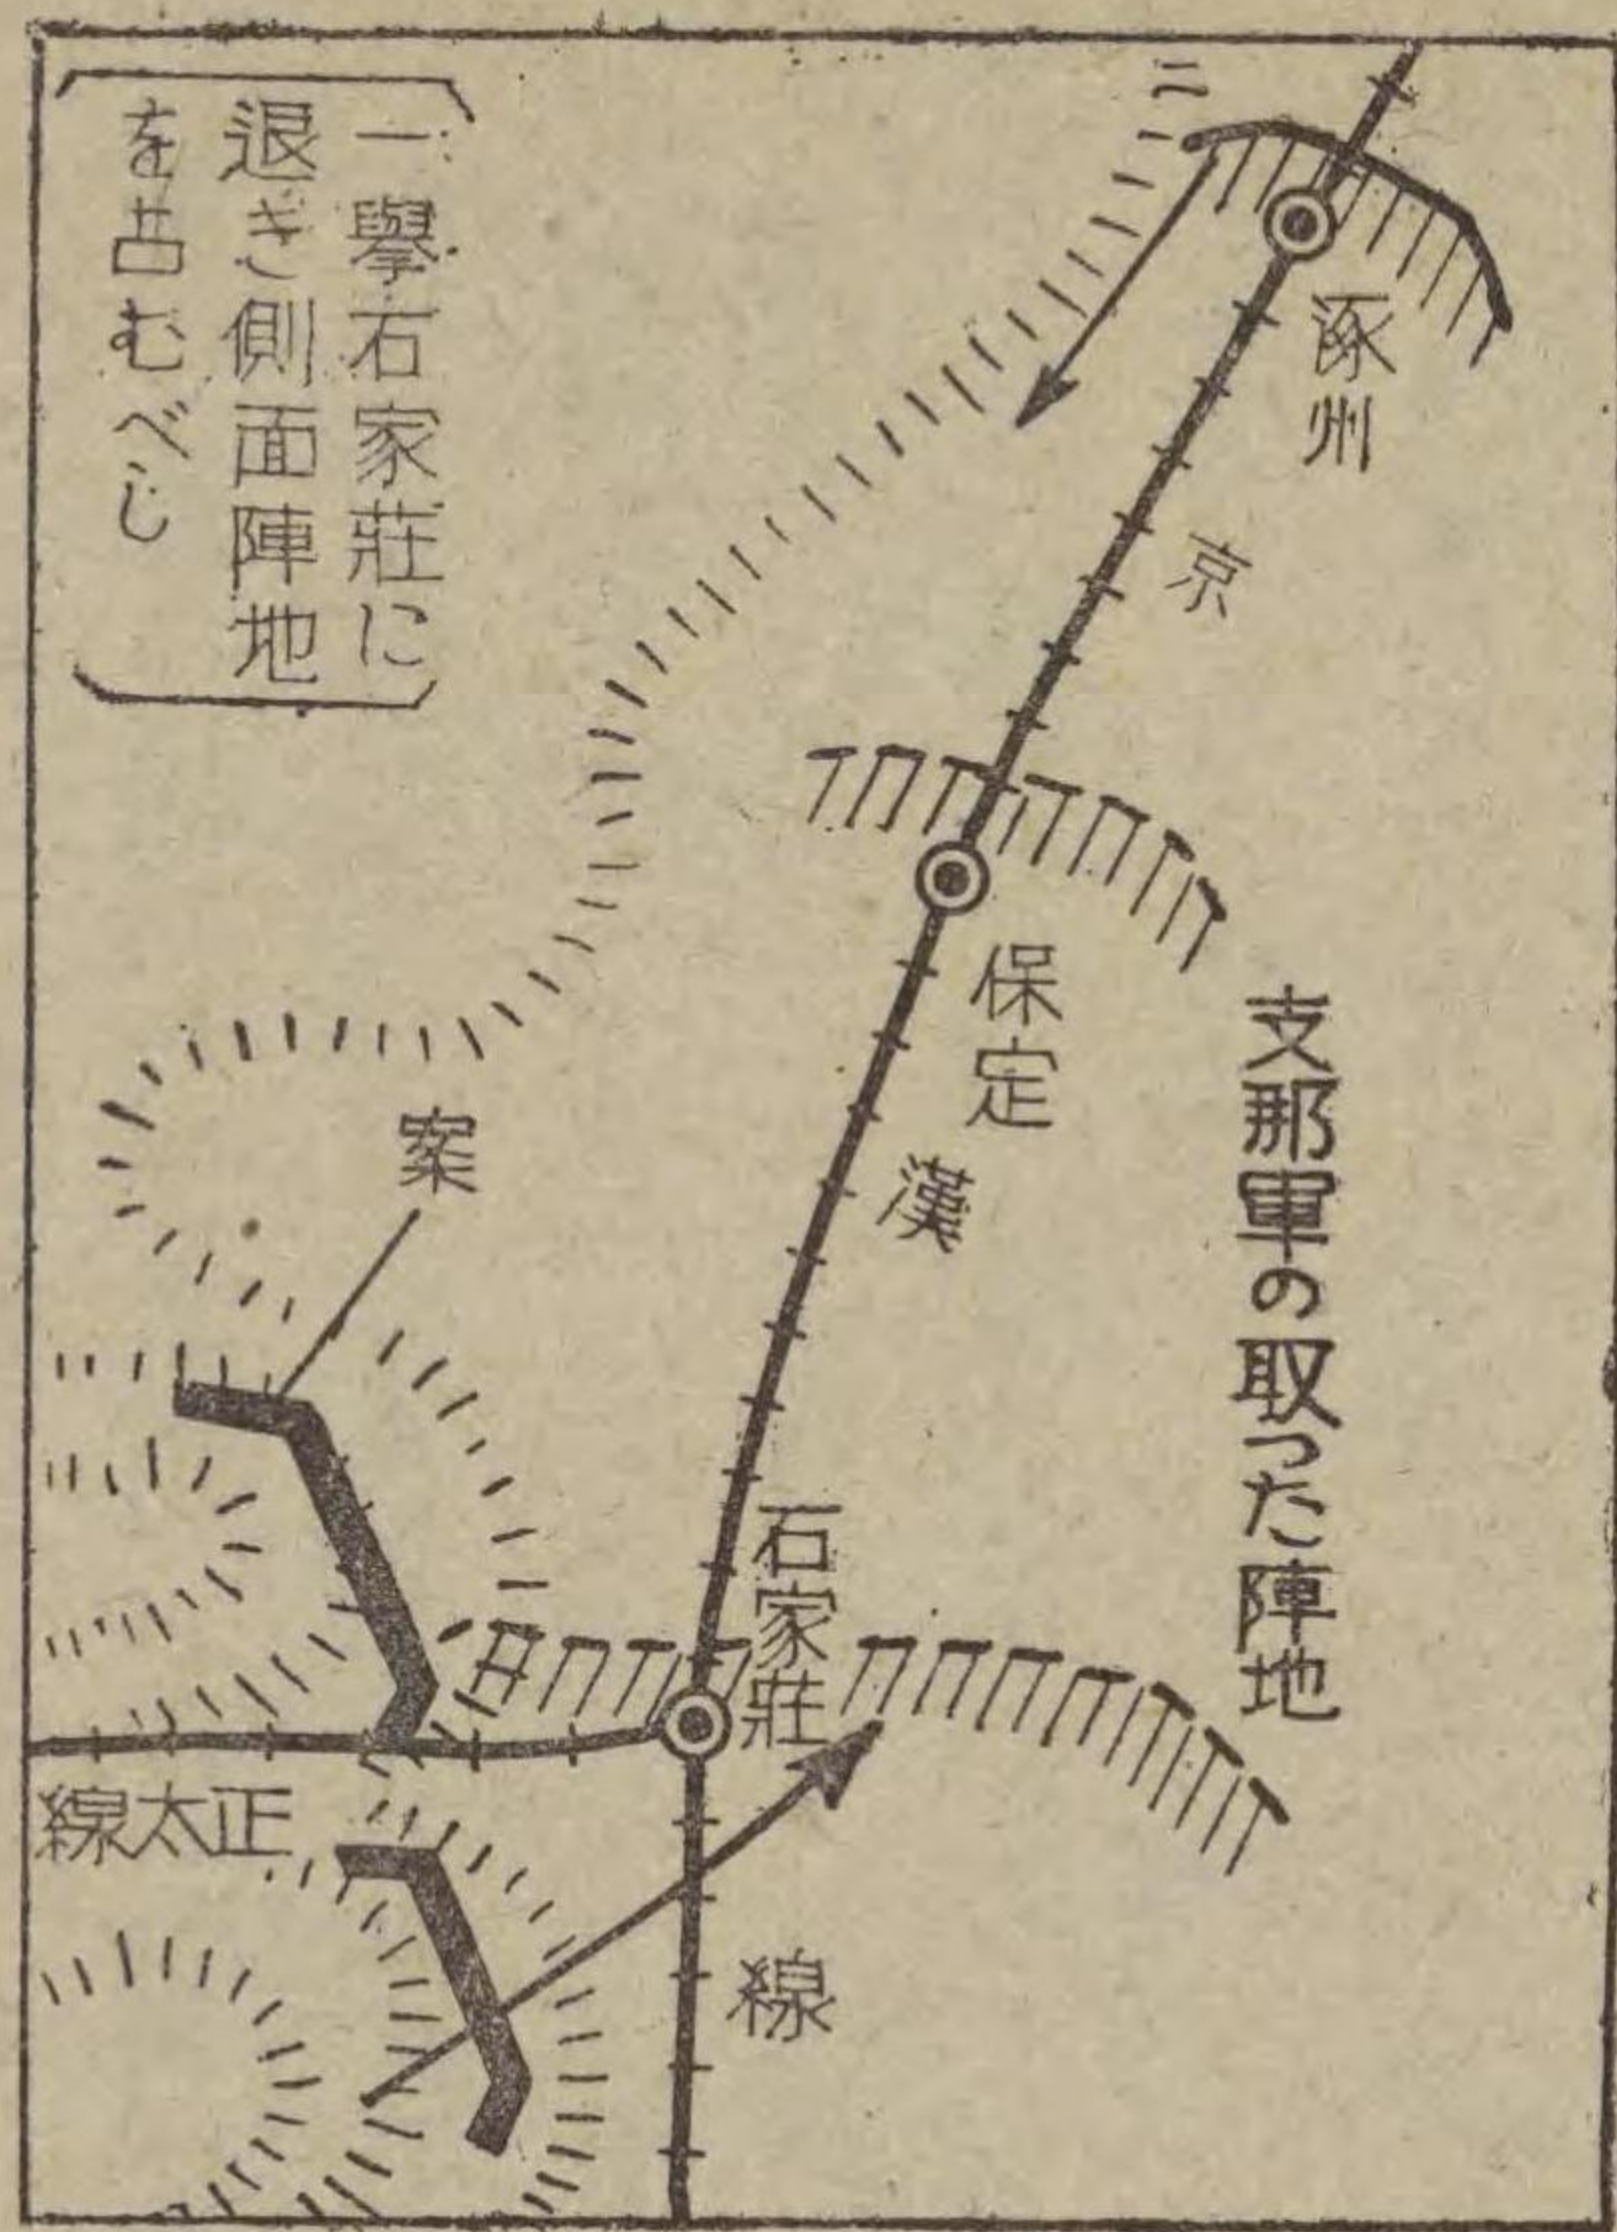 支那軍の取った陣地
涿州
京
保定
漢
石家莊
線
一擧石家莊に
退き側面陣地
を占むべし
案
線太正